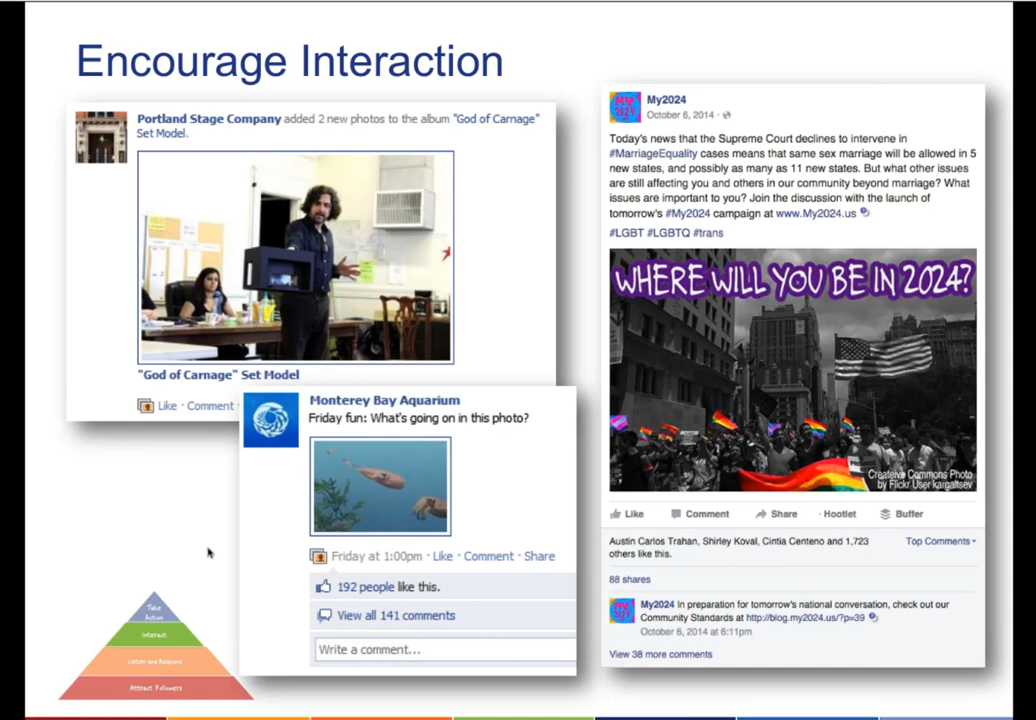 Encourage Interaction
Portland Stage Company added 2 new photos to the album "God of Carnage"
Set Model.
"God of Carnage" Set Model
Like · Comment
Monterey Bay Aquarium
Friday fun: What's going on in this photo?
Friday at 1:00pm · Like · Comment · Share
192 people like this.
View all 141 comments
Write a comment...
Take
Action
Interact
Listen and Respond
Attract Followers
MY
2024
My2024
October 6, 2014 ·
Today's news that the Supreme Court declines to intervene in
#MarriageEquality cases means that same sex marriage will be allowed in 5
new states, and possibly as many as 11 new states. But what other issues
are still affecting you and others in our community beyond marriage? What
issues are important to you? Join the discussion with the launch of
tomorrow's #My2024 campaign at www.My2024.us
#LGBT #LGBTQ #trans
WHERE WILL YOU BE IN 2024?
Createive Commons Photo
by Flickr User kargaltsev
Like Comment Share · Hootlet Buffer
Austin Carlos Trahan, Shirley Koval, Cintia Centeno and 1,723
others like this.
Top Comments
88 shares
My2024 In preparation for tomorrow's national conversation, check out our
Community Standards at http://blog.my2024.us/?p=39
October 6, 2014 at 6:11pm
View 38 more comments